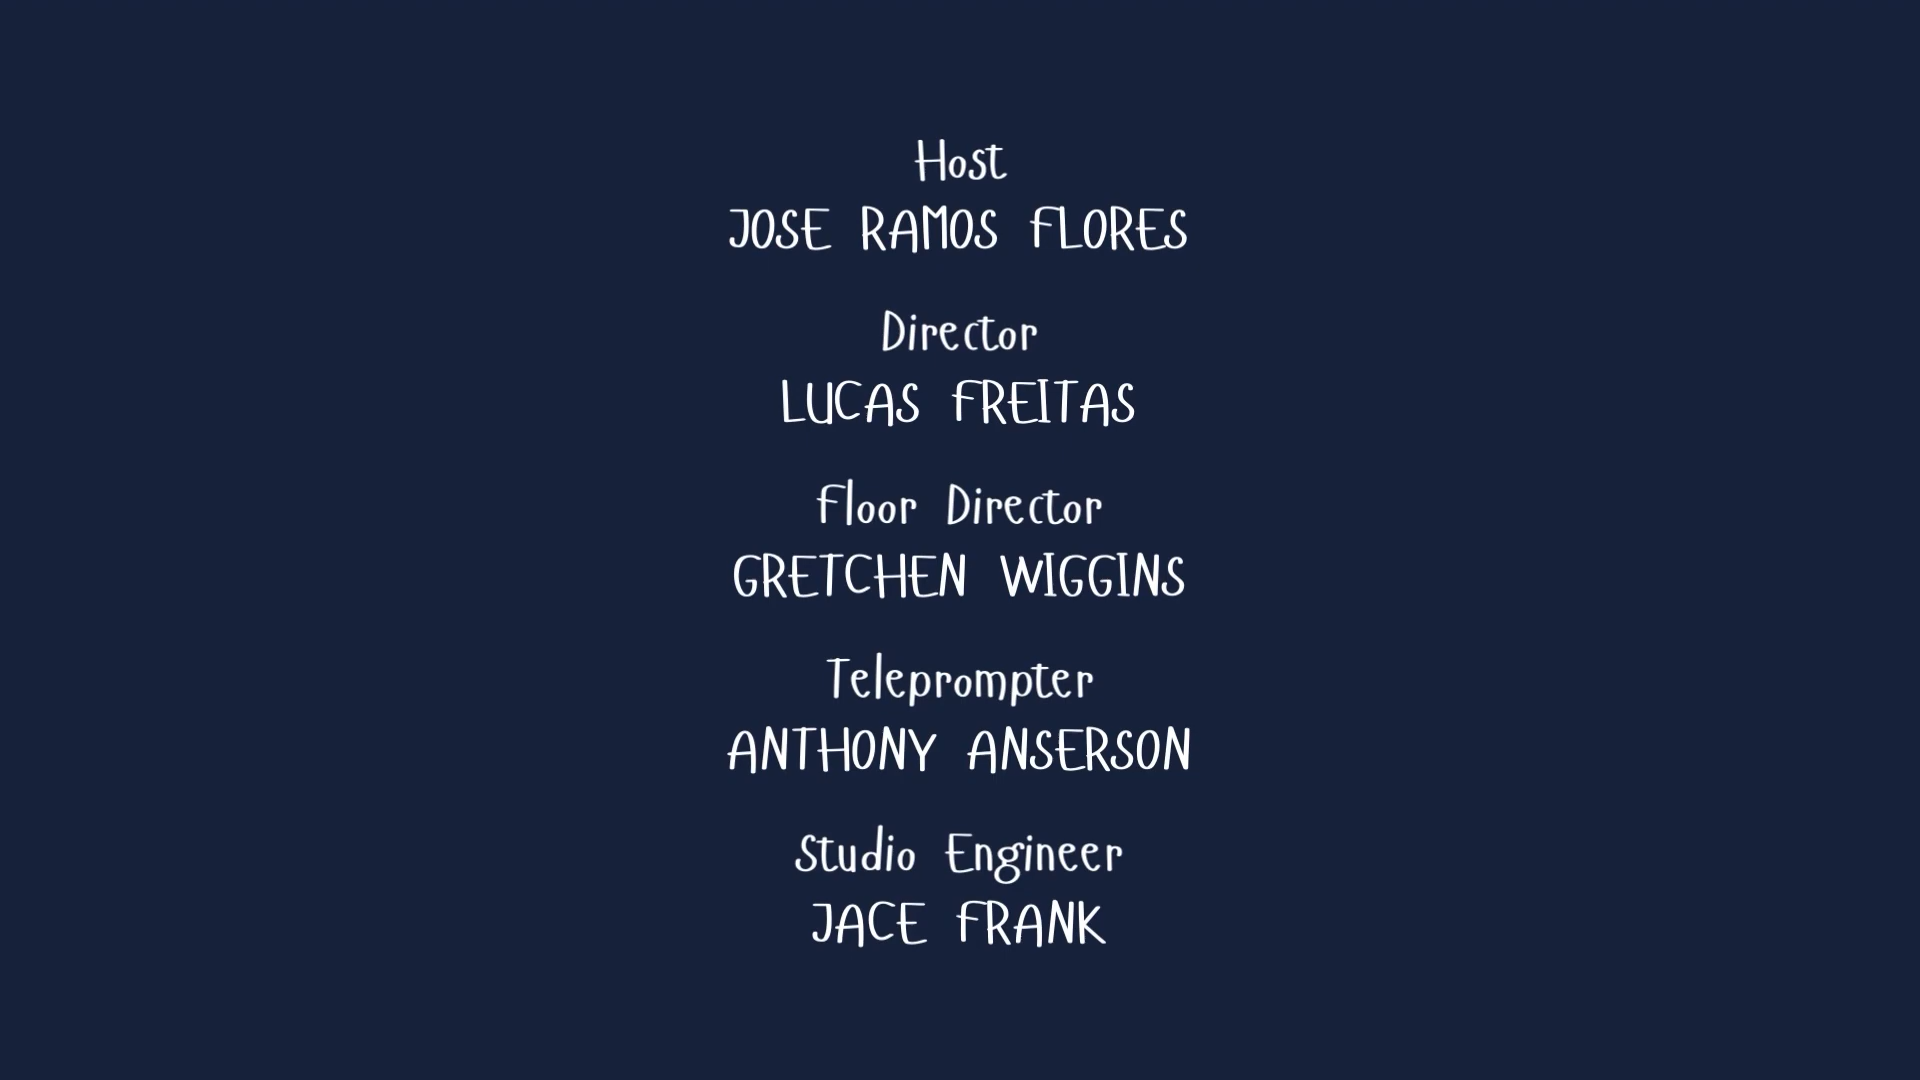 Host
JOSE RAMOS FLORES
Director
LUCAS FREITAS
Floor Director
GRETCHEN WIGGINS
Teleprompter
ANTHONY ANSERSON
Studio Engineer
JACE FRANK